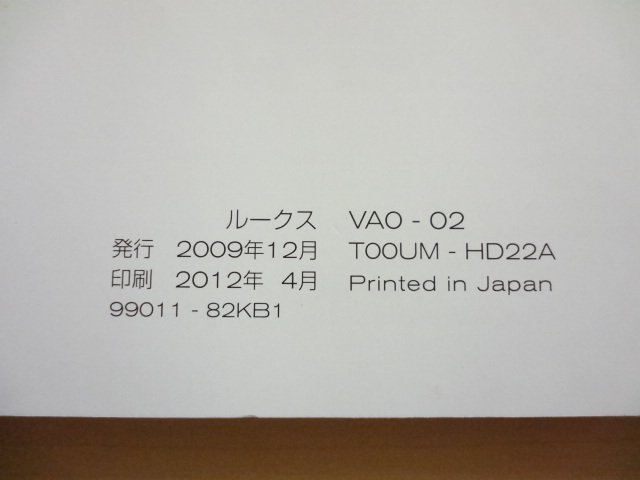 ルークス VA0 - 02
発行 2009年12月 T00UM - HD22A
印刷 2012年 4月 Printed in Japan
99011 - 82KB1